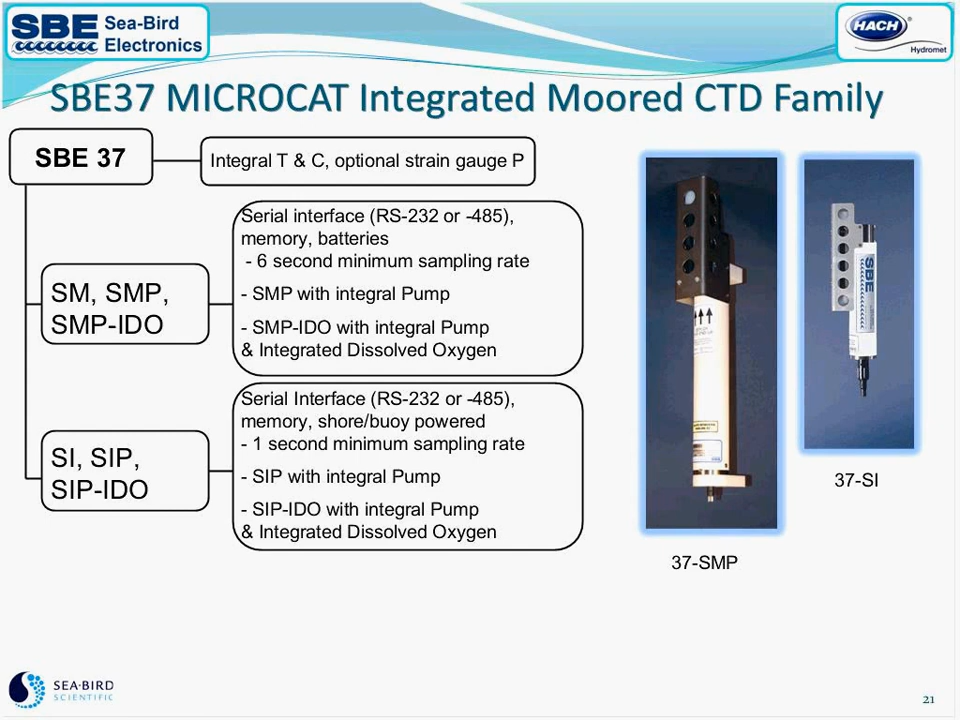 SBE Sea-Bird
Electronics
HACH®
Hydromet
SBE37 MICROCAT Integrated Moored CTD Family
SBE 37
Integral T & C, optional strain gauge P
SM, SMP,
SMP-IDO
Serial interface (RS-232 or -485),
memory, batteries
- 6 second minimum sampling rate
- SMP with integral Pump
- SMP-IDO with integral Pump
& Integrated Dissolved Oxygen
SI, SIP,
SIP-IDO
Serial Interface (RS-232 or -485),
memory, shore/buoy powered
- 1 second minimum sampling rate
- SIP with integral Pump
- SIP-IDO with integral Pump
& Integrated Dissolved Oxygen
SBE
37-SMP
37-SI
SEA·BIRD
SCIENTIFIC
21